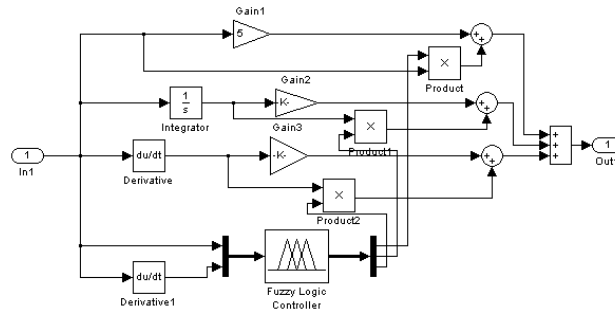 Gain1
5
×
Product
Gain2
1
s
Integrator
-K-
×
Product1
Gain3
1
In1
du/dt
Derivative
-K-
×
Product2
1
Out1
du/dt
Derivative1
Fuzzy Logic
Controller